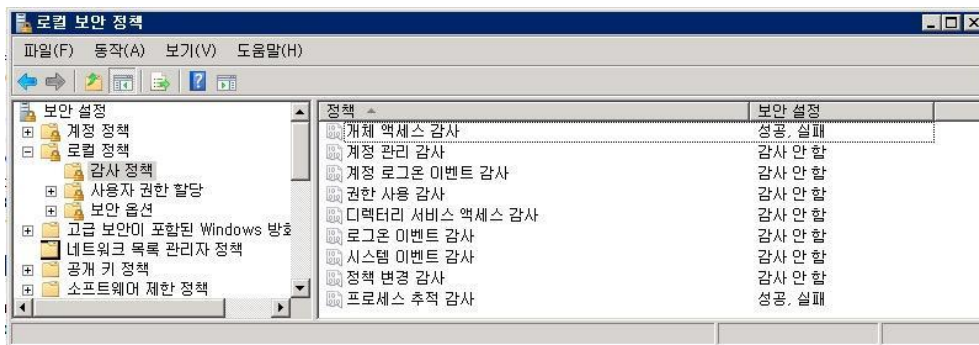 로컬 보안 정책
파일(F) 동작(A) 보기(V) 도움말(H)
보안 설정
계정 정책
로컬 정책
감사 정책
사용자 권한 할당
보안 옵션
고급 보안이 포함된 Windows 방화
네트워크 목록 관리자 정책
공개 키 정책
소프트웨어 제한 정책
정책 보안 설정
개체 액세스 감사 성공, 실패
계정 관리 감사 감사 안 함
계정 로그온 이벤트 감사 감사 안 함
권한 사용 감사 감사 안 함
디렉터리 서비스 액세스 감사 감사 안 함
로그온 이벤트 감사 감사 안 함
시스템 이벤트 감사 감사 안 함
정책 변경 감사 감사 안 함
프로세스 추적 감사 성공, 실패